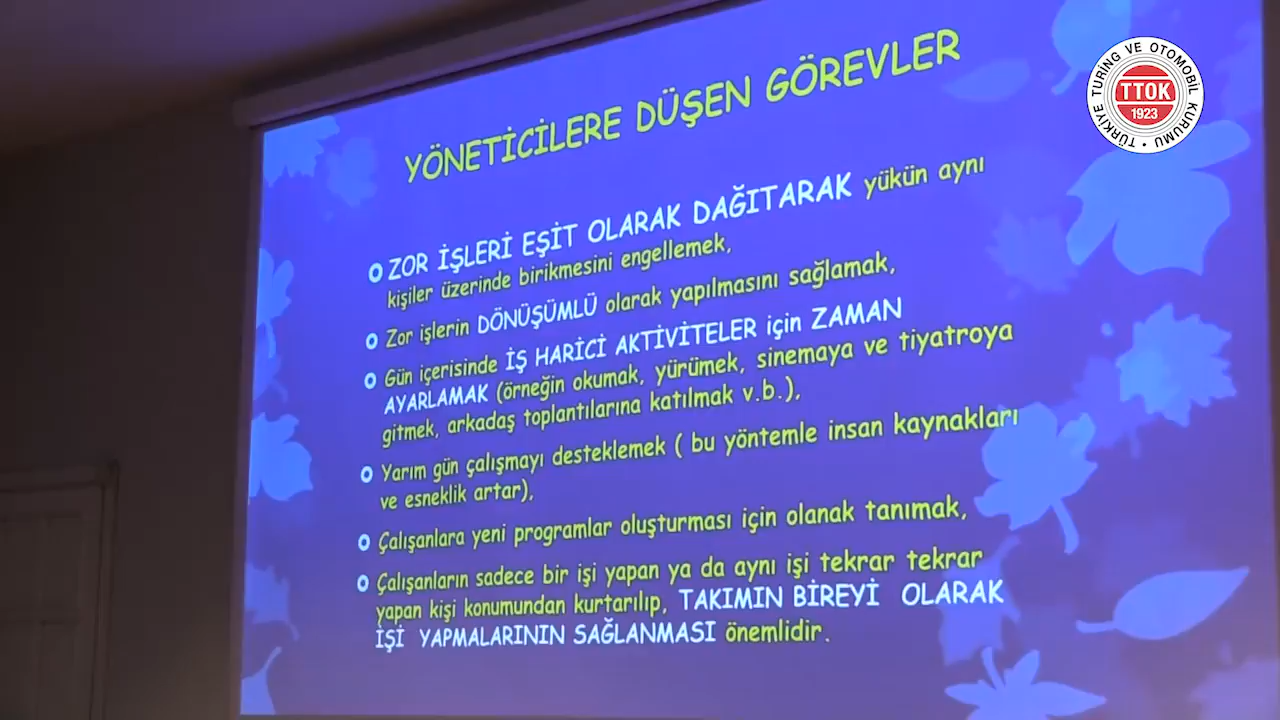 YÖNETİCİLERE DÜŞEN GÖREVLER
ZOR İŞLERİ EŞİT OLARAK DAĞITARAK yükün aynı
kişiler üzerinde birikmesini engellemek,
Zor işlerin DÖNÜŞÜMLÜ olarak yapılmasını sağlamak,
Gün içerisinde İŞ HARİCİ AKTİVİTELER için ZAMAN
AYARLAMAK (örneğin okumak, yürümek, sinemaya ve tiyatroya
gitmek, arkadaş toplantılarına katılmak v.b.),
Yarım gün çalışmayı desteklemek ( bu yöntemle insan kaynakları
ve esneklik artar),
Çalışanlara yeni programlar oluşturması için olanak tanımak,
Çalışanların sadece bir işi yapan ya da aynı işi tekrar tekrar
yapan kişi konumundan kurtarılıp, TAKIMIN BİREYİ OLARAK
İŞİ YAPMALARININ SAĞLANMASI önemlidir.
TÜRKİYE TURING VE OTOMOBIL KURUMU
TTOK
1923